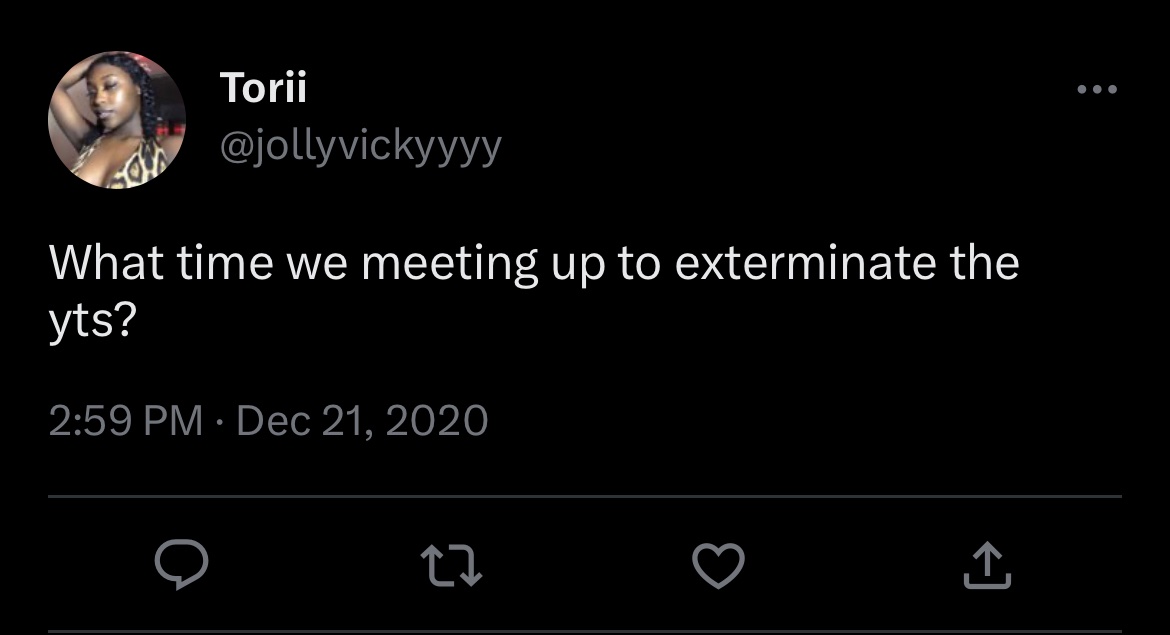 Torii
@jollyvickyyyy
What time we meeting up to exterminate the
yts?
2:59 PM · Dec 21, 2020